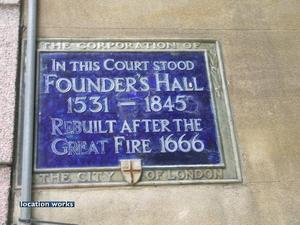 THE CORPORATION OF
IN THIS COURT STOOD
FOUNDER'S HALL
1531 — 1845
REBUILT AFTER THE
GREAT FIRE 1666
THE CITY OF LONDON
location works